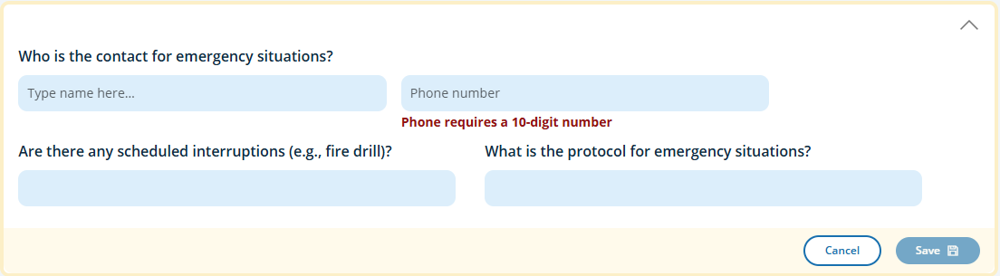 Who is the contact for emergency situations?
Type name here...
Phone number
Phone requires a 10-digit number
Are there any scheduled interruptions (e.g., fire drill)?
What is the protocol for emergency situations?
Cancel
Save